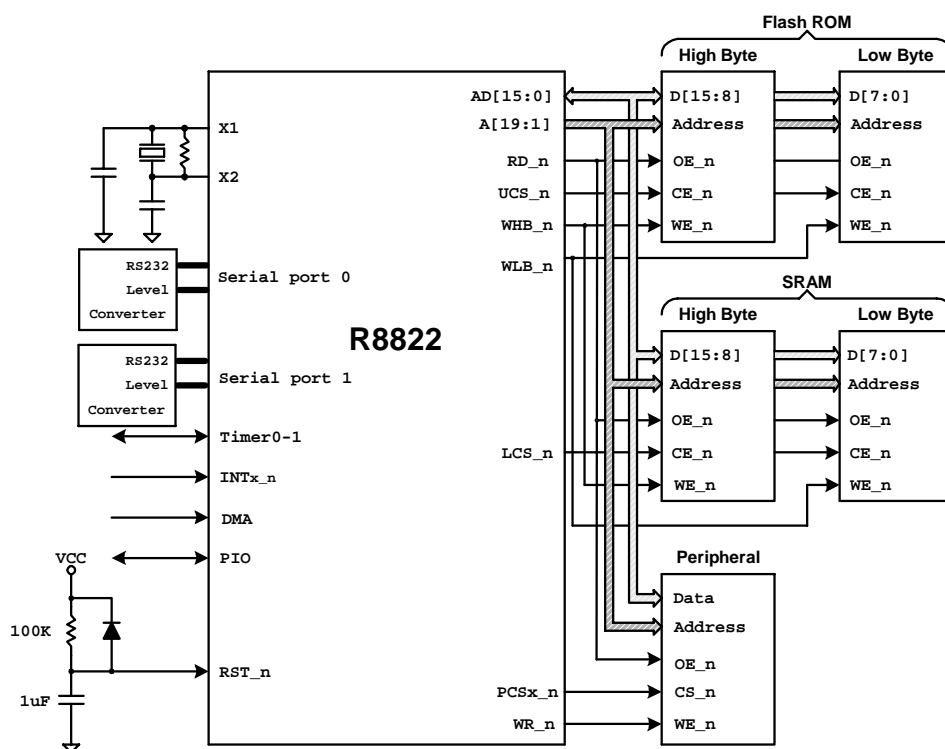 Flash ROM
High Byte
Low Byte
AD[15:0]
D[15:8]
D[7:0]
X1
A[19:1]
Address
Address
RD_n
OE_n
OE_n
X2
UCS_n
CE_n
CE_n
WHB_n
WE_n
WE_n
WLB_n
RS232
Level
Converter
Serial port 0
SRAM
High Byte
Low Byte
R8822
RS232
Level
Converter
Serial port 1
D[15:8]
D[7:0]
Address
Address
OE_n
OE_n
Timer0-1
LCS_n
CE_n
CE_n
INTx_n
WE_n
WE_n
DMA
PIO
VCC
Peripheral
Data
100K
Address
OE_n
RST_n
1uF
PCSx_n
CS_n
WR_n
WE_n